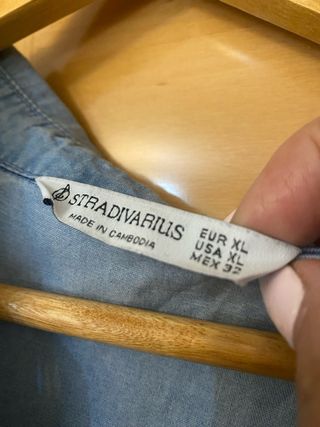 STRADIVARIUS
MADE IN CAMBODIA
EUR XL
USA XL
MEX 32